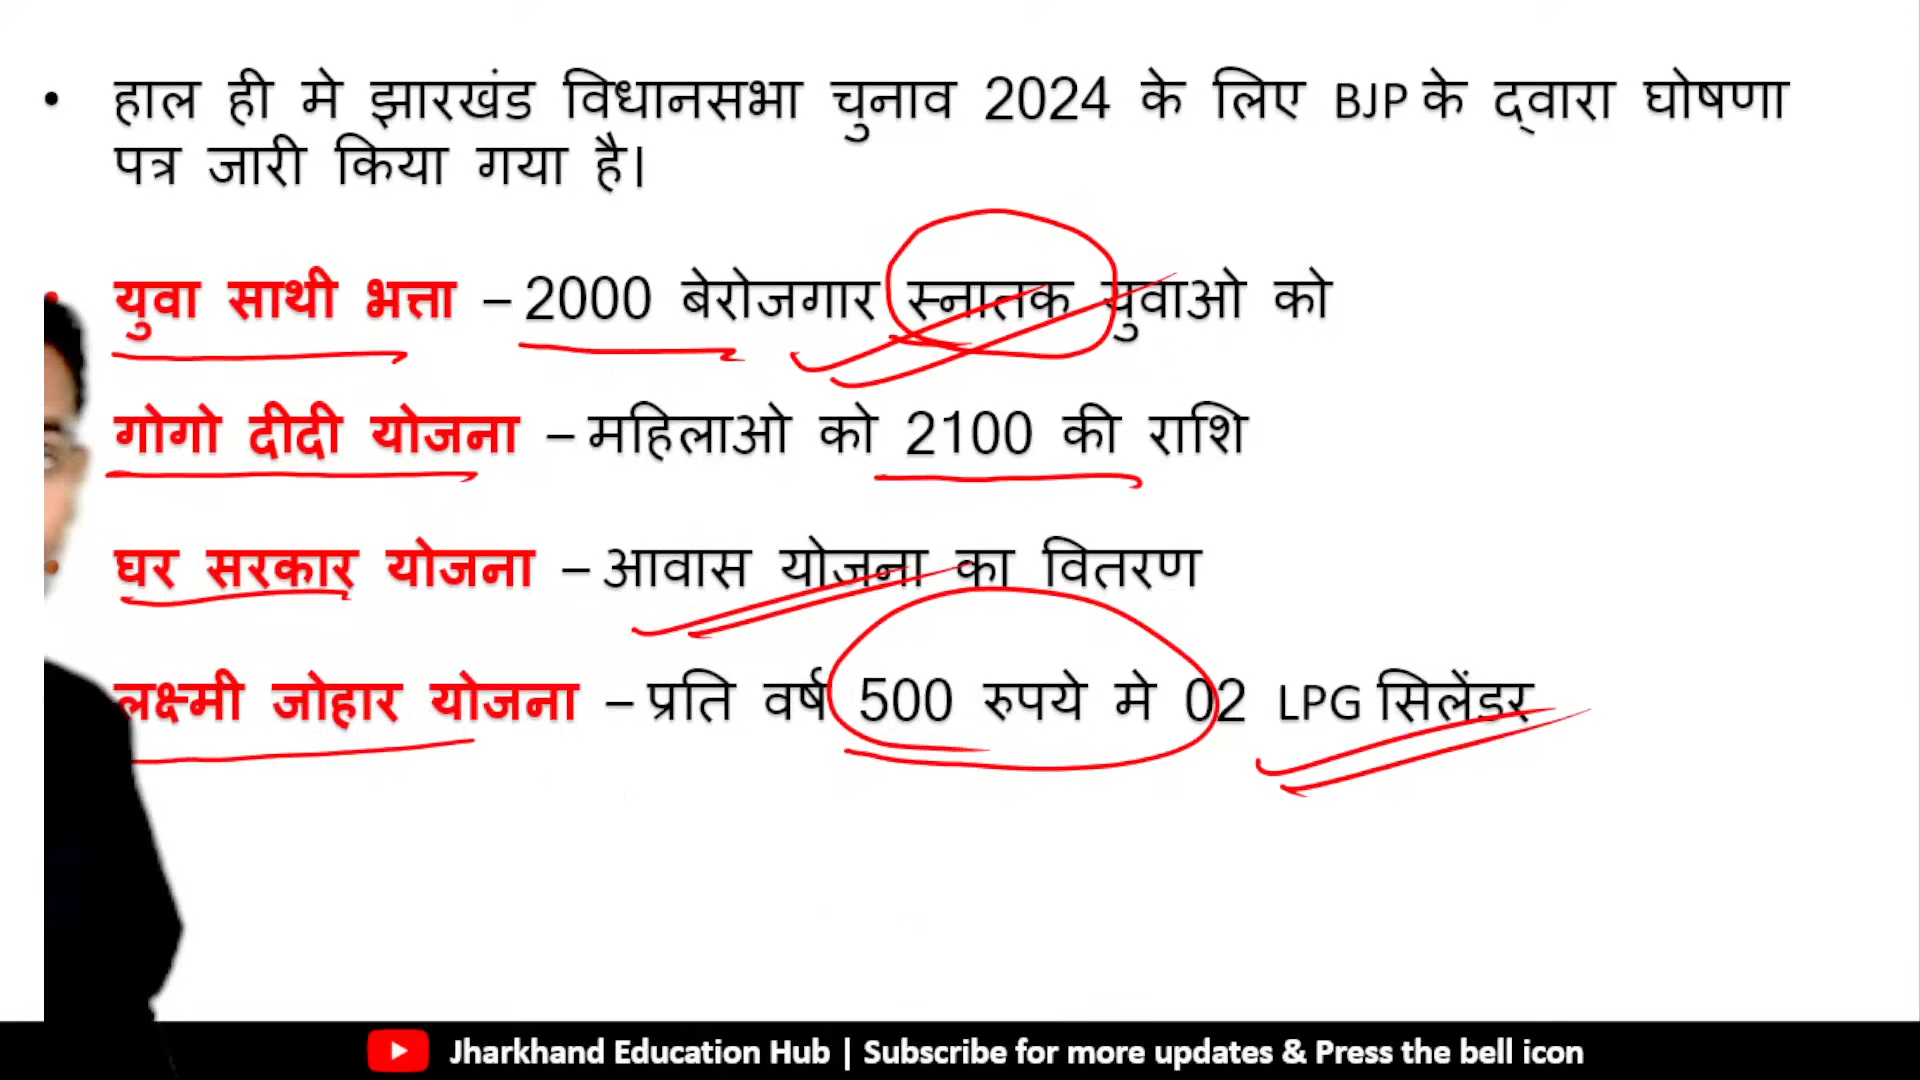 • हाल ही मे झारखंड विधानसभा चुनाव 2024 के लिए BJP के द्वारा घोषणा
पत्र जारी किया गया है।
• युवा साथी भत्ता – 2000 बेरोजगार स्नातक युवाओ को
गोगो दीदी योजना – महिलाओ को 2100 की राशि
घर सरकार योजना – आवास योजना का वितरण
लक्ष्मी जोहार योजना – प्रति वर्ष 500 रुपये मे 02 LPG सिलेंडर
Jharkhand Education Hub | Subscribe for more updates & Press the bell icon